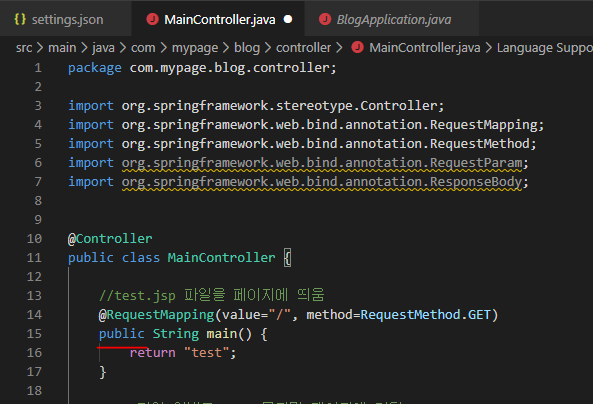 settings.json
MainController.java
BlogApplication.java
src > main > java > com > mypage > blog > controller > MainController.java > Language Suppo
1 package com.mypage.blog.controller;
2
3 import org.springframework.stereotype.Controller;
4 import org.springframework.web.bind.annotation.RequestMapping;
5 import org.springframework.web.bind.annotation.RequestMethod;
6 import org.springframework.web.bind.annotation.RequestParam;
7 import org.springframework.web.bind.annotation.ResponseBody;
8
9
10 @Controller
11 public class MainController {
12
13 //test.jsp 파일을 페이지에 띄움
14 @RequestMapping(value="/", method=RequestMethod.GET)
15 public String main() {
16 return "test";
17 }
18